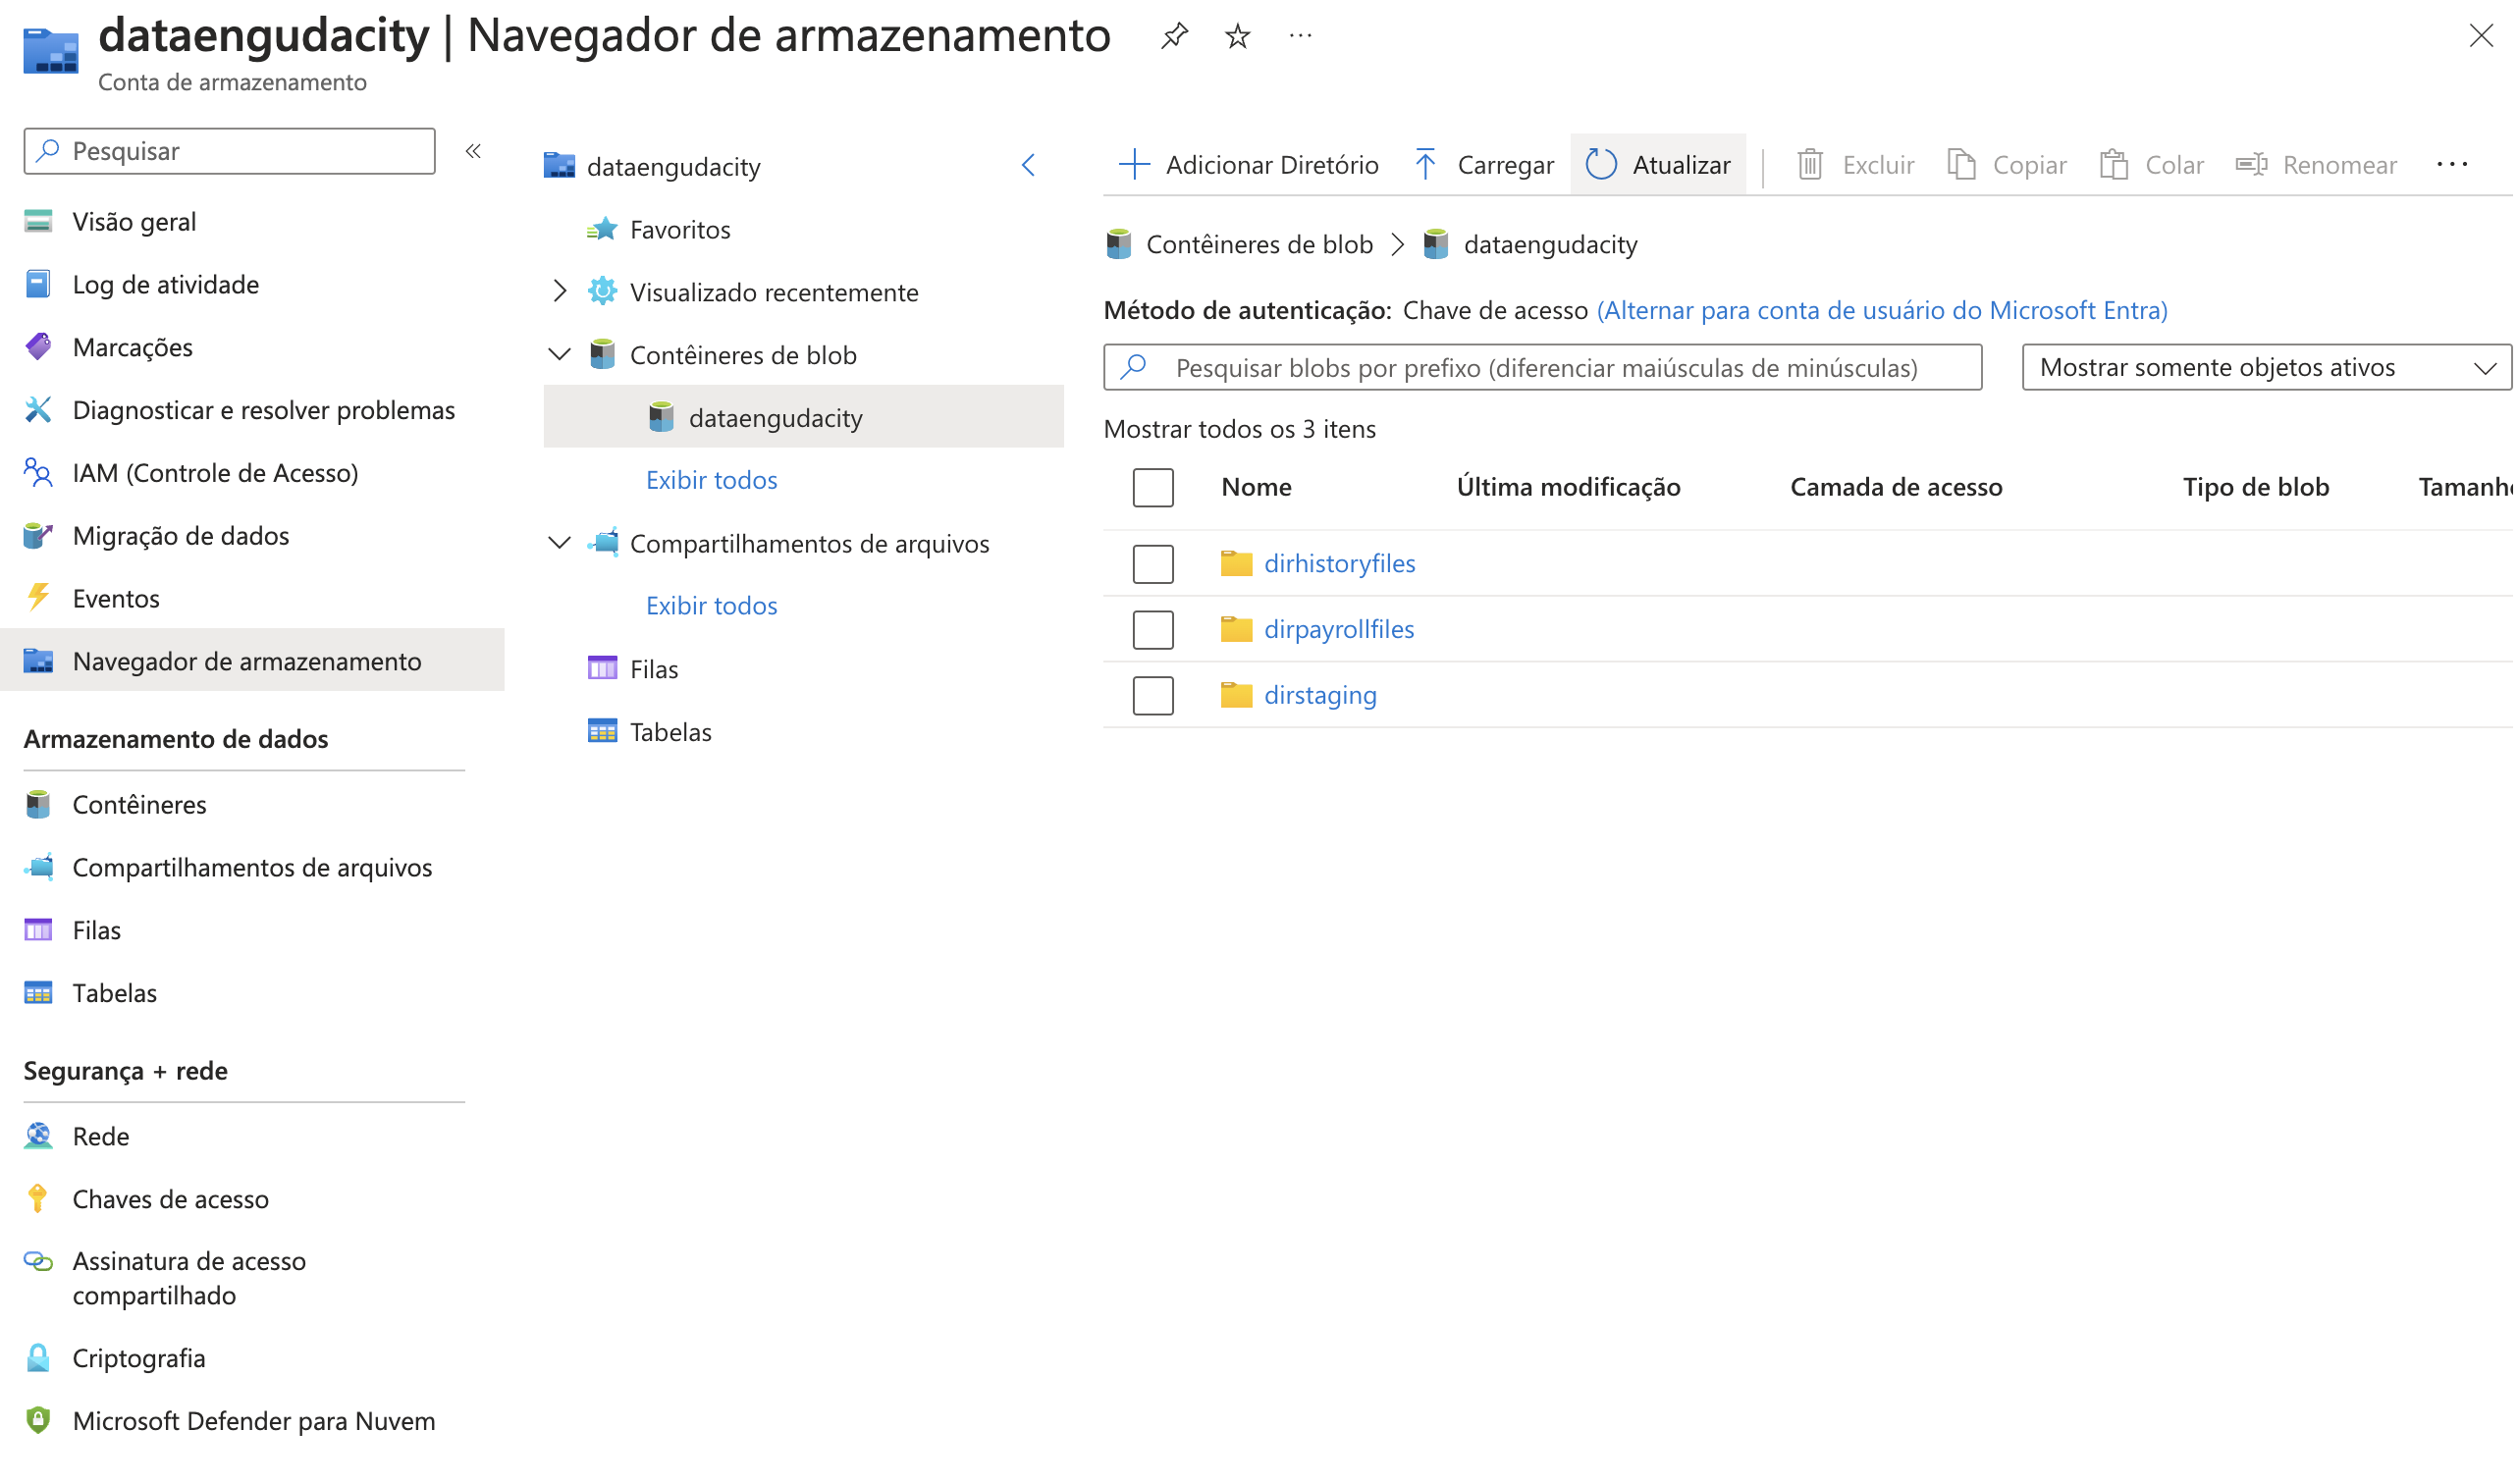 dataengudacity | Navegador de armazenamento
Conta de armazenamento
Pesquisar
Visão geral
Log de atividade
Marcações
Diagnosticar e resolver problemas
IAM (Controle de Acesso)
Migração de dados
Eventos
Navegador de armazenamento
Armazenamento de dados
Contêineres
Compartilhamentos de arquivos
Filas
Tabelas
Segurança + rede
Rede
Chaves de acesso
Assinatura de acesso
compartilhado
Criptografia
Microsoft Defender para Nuvem
dataengudacity
Favoritos
Visualizado recentemente
Contêineres de blob
dataengudacity
Exibir todos
Compartilhamentos de arquivos
Exibir todos
Filas
Tabelas
Adicionar Diretório Carregar Atualizar Excluir Copiar Colar Renomear
Contêineres de blob > dataengudacity
Método de autenticação: Chave de acesso (Alternar para conta de usuário do Microsoft Entra)
Pesquisar blobs por prefixo (diferenciar maiúsculas de minúsculas) Mostrar somente objetos ativos
Mostrar todos os 3 itens
Nome Última modificação Camada de acesso Tipo de blob Tamanh
dirhistoryfiles
dirpayrollfiles
dirstaging